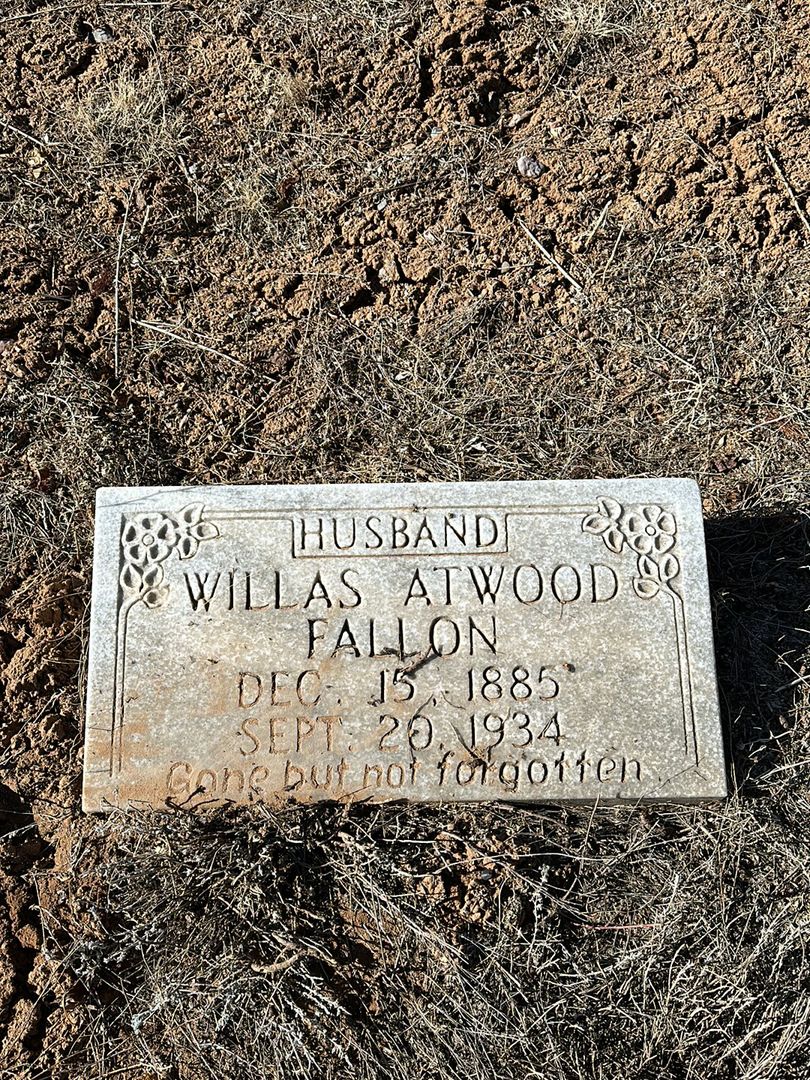 HUSBAND
WILLAS ATWOOD
FALLON
DEC. 15, 1885
SEPT. 20, 1934
Gone but not forgotten